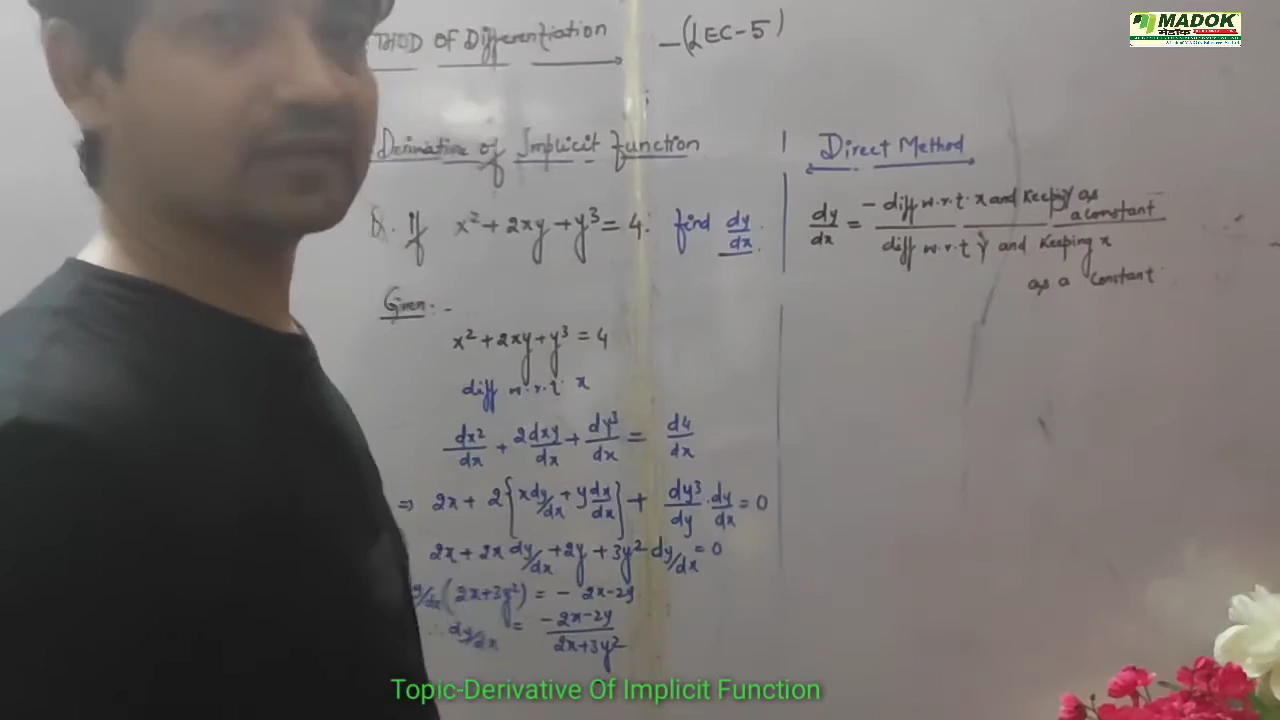 THOD OF Differentiation - (LEC-5)
Derivative of Implicit function
Q. If x² + 2xy + y³ = 4. find dy/dx.
Given:-
x² + 2xy + y³ = 4
diff w.r.t. x
dx²/dx + 2dxy/dx + dy³/dx = d4/dx
⇒ 2x + 2{x dy/dx + y dx/dx} + dy³/dy · dy/dx = 0
2x + 2x dy/dx + 2y + 3y² dy/dx = 0
dy/dx (2x+3y²) = - 2x-2y
∴ dy/dx = -2x-2y / 2x+3y²
Direct Method
dy/dx = - diff w.r.t. x and Keeping y as a constant / diff w.r.t y and Keeping x as a constant
MADOK
Topic-Derivative Of Implicit Function